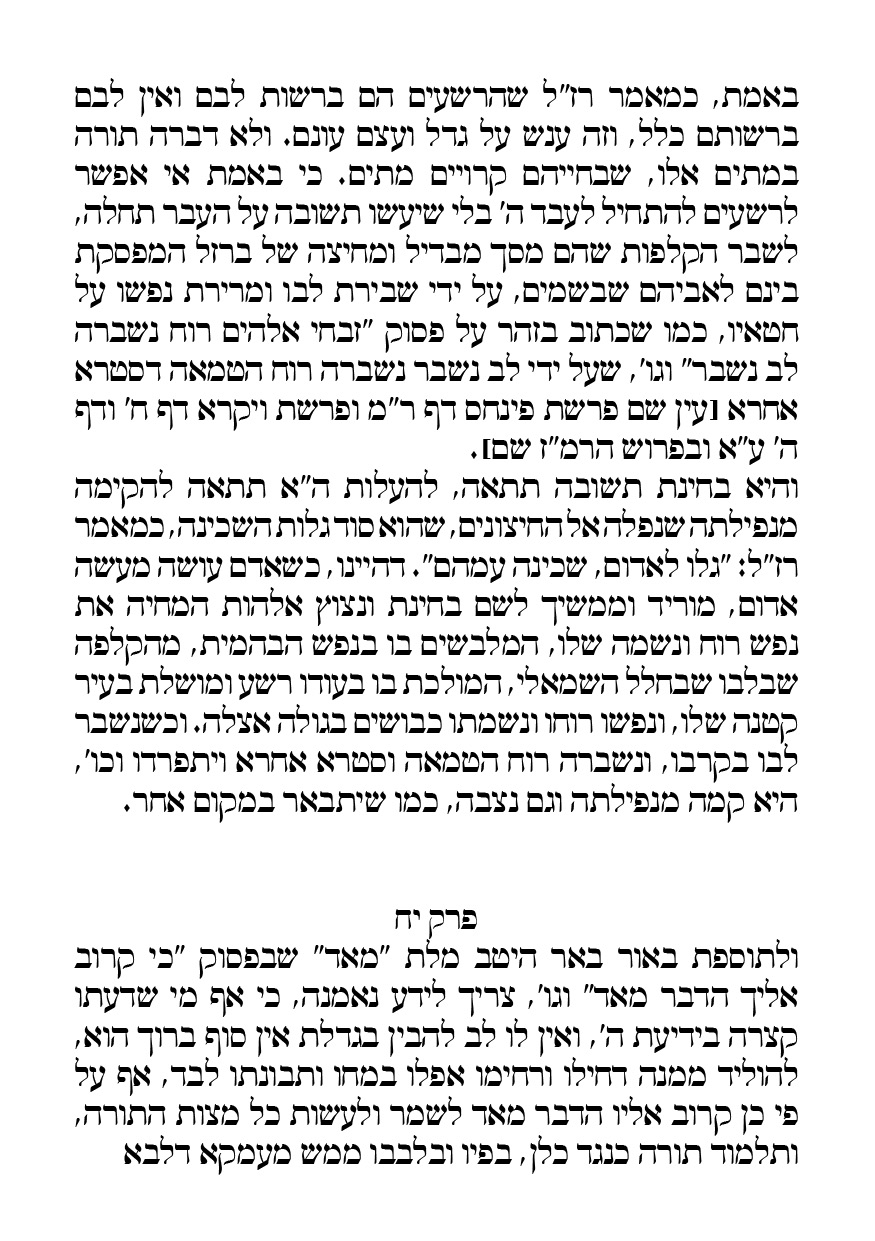 באמת, כמאמר רז"ל שהרשעים הם ברשות לבם ואין לבם
ברשותם כלל, וזה ענש על גדל ועצם עונם. ולא דברה תורה
במתים אלו, שבחייהם קרויים מתים. כי באמת אי אפשר
לרשעים להתחיל לעבד ה' בלי שיעשו תשובה על העבר תחלה,
לשבר הקלפות שהם מסך מבדיל ומחיצה של ברזל המפסקת
בינם לאביהם שבשמים, על ידי שבירת לבו ומרירת נפשו על
חטאיו, כמו שכתוב בזהר על פסוק "זבחי אלהים רוח נשברה
לב נשבר" וגו', שעל ידי לב נשבר נשברה רוח הטמאה דסטרא
אחרא [עין שם פרשת פינחס דף ר"מ ופרשת ויקרא דף ח' ודף
ה' ע"א ובפרוש הרמ"ז שם].
והיא בחינת תשובה תתאה, להעלות ה"א תתאה להקימה
מנפילתה שנפלה אל החיצונים, שהוא סוד גלות השכינה, כמאמר
רז"ל: "גלו לאדום, שכינה עמהם". דהיינו, כשאדם עושה מעשה
אדום, מוריד וממשיך לשם בחינת ונצוץ אלהות המחיה את
נפש רוח ונשמה שלו, המלבשים בו בנפש הבהמית, מהקלפה
שבלבו שבחלל השמאלי, המולכת בו בעודו רשע ומושלת בעיר
קטנה שלו, ונפשו רוחו ונשמתו כבושים בגולה אצלה. וכשנשבר
לבו בקרבו, ונשברה רוח הטמאה וסטרא אחרא ויתפרדו וכו',
היא קמה מנפילתה וגם נצבה, כמו שיתבאר במקום אחר.
פרק יח
ולתוספת באור באר היטב מלת "מאד" שבפסוק "כי קרוב
אליך הדבר מאד" וגו', צריך לידע נאמנה, כי אף מי שדעתו
קצרה בידיעת ה', ואין לו לב להבין בגדלת אין סוף ברוך הוא,
להוליד ממנה דחילו ורחימו אפלו במחו ותבונתו לבד, אף על
פי כן קרוב אליו הדבר מאד לשמר ולעשות כל מצות התורה,
ותלמוד תורה כנגד כלן, בפיו ובלבבו ממש מעמקא דלבא